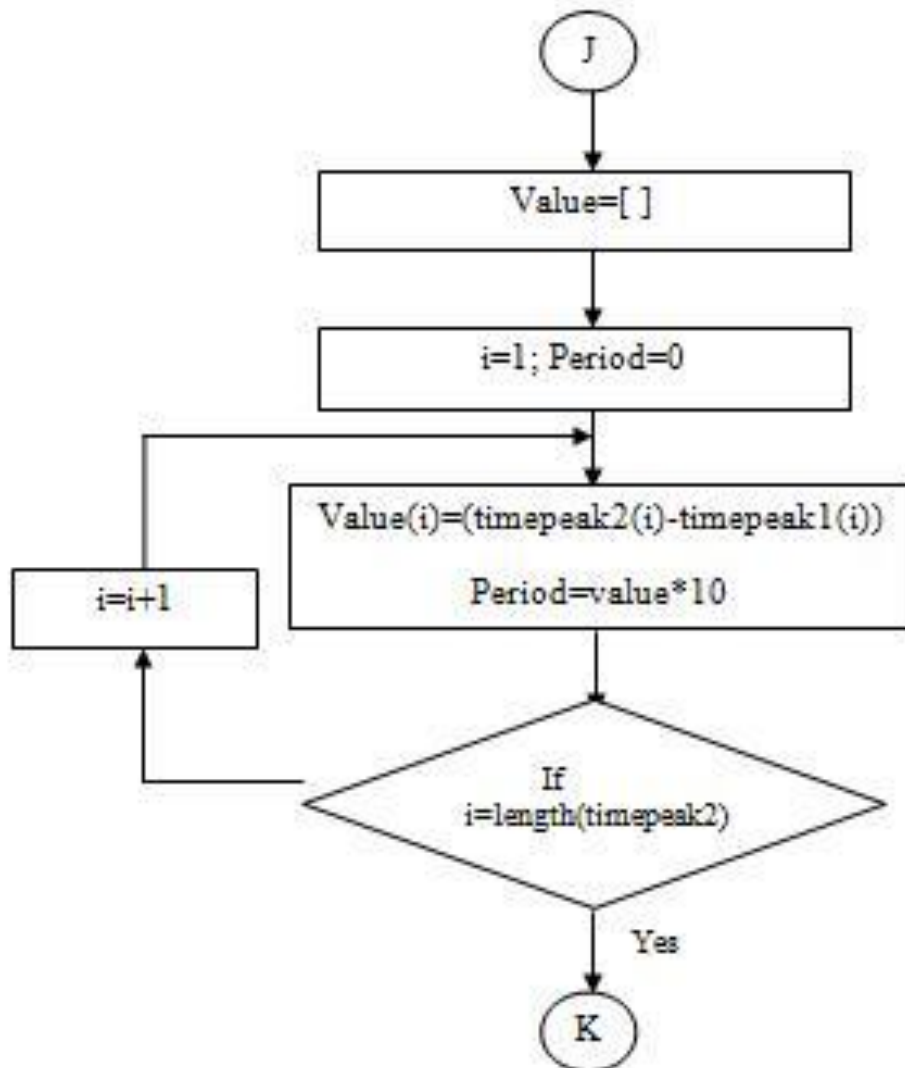 J
Value=[ ]
i=1; Period=0
Value(i)=(timepeak2(i)-timepeak1(i))
Period=value*10
i=i+1
If
i=length(timepeak2)
Yes
K